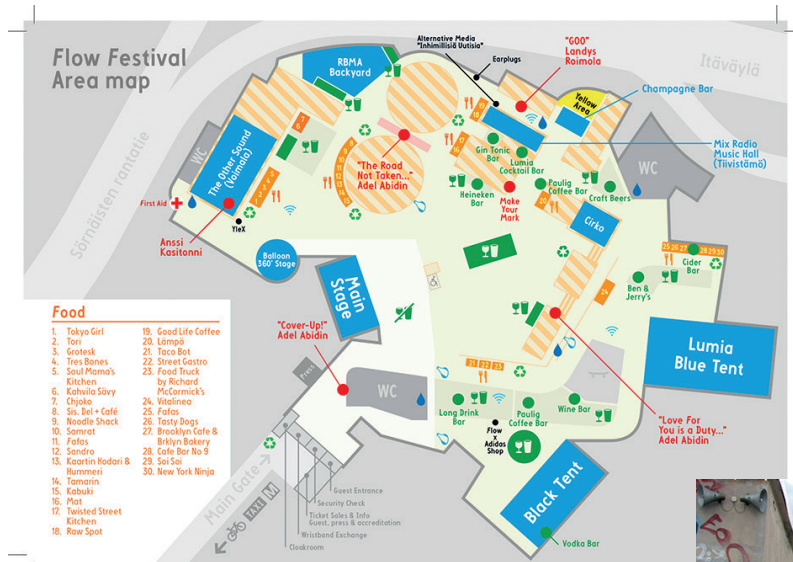 Flow Festival
Area map
RBMA
Backyard
Alternative Media
"Inhimillisiä Uutisia"
Earplugs
"GOO"
Landys
Roimola
Itäväylä
Yellow
Area
Champagne Bar
Mix Radio
Music Hall
(Tiivistämö)
WC
The Other Sound
(Voimala)
Sörnäisten rantatie
First Aid
Anssi
Kasitonni
YleX
"The Road
Not Taken..."
Adel Abidin
Gin Tonic
Bar
Lumia
Cocktail Bar
Heineken
Bar
Make
Your
Mark
Paulig
Coffee Bar
Craft Beers
WC
Cirko
Balloon
360° Stage
Main
Stage
Cider
Bar
Ben &
Jerry's
Lumia
Blue Tent
"Cover-Up!"
Adel Abidin
Press
WC
Long Drink
Bar
Flow
x
Adidas
Shop
Paulig
Coffee Bar
Wine Bar
"Love For
You is a Duty..."
Adel Abidin
Black Tent
Vodka Bar
Main Gate
TAXI
M
Guest Entrance
Security Check
Ticket Sales & Info
Guest, press & accreditation
Wristband Exchange
Cloakroom
Food
1. Tokyo Girl
2. Tori
3. Grotesk
4. Tres Bones
5. Soul Mama's
Kitchen
6. Kahvila Sävy
7. Chjoko
8. Sis. Deli + Café
9. Noodle Shack
10. Samrat
11. Fafas
12. Sandro
13. Kaartin Hodari &
Hummeri
14. Tamarin
15. Kabuki
16. Mat
17. Twisted Street
Kitchen
18. Raw Spot
19. Good Life Coffee
20. Lämpö
21. Taco Bot
22. Street Gastro
23. Food Truck
by Richard
McCormick's
24. Vitalinea
25. Fafas
26. Tasty Dogs
27. Brooklyn Cafe &
Brklyn Bakery
28. Cafe Bar No 9
29. Soi Soi
30. New York Ninja